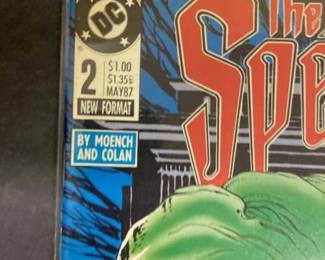 DC
The
Spe
2
$1.00
$1.35
MAY87
NEW FORMAT
BY MOENCH
AND COLAN